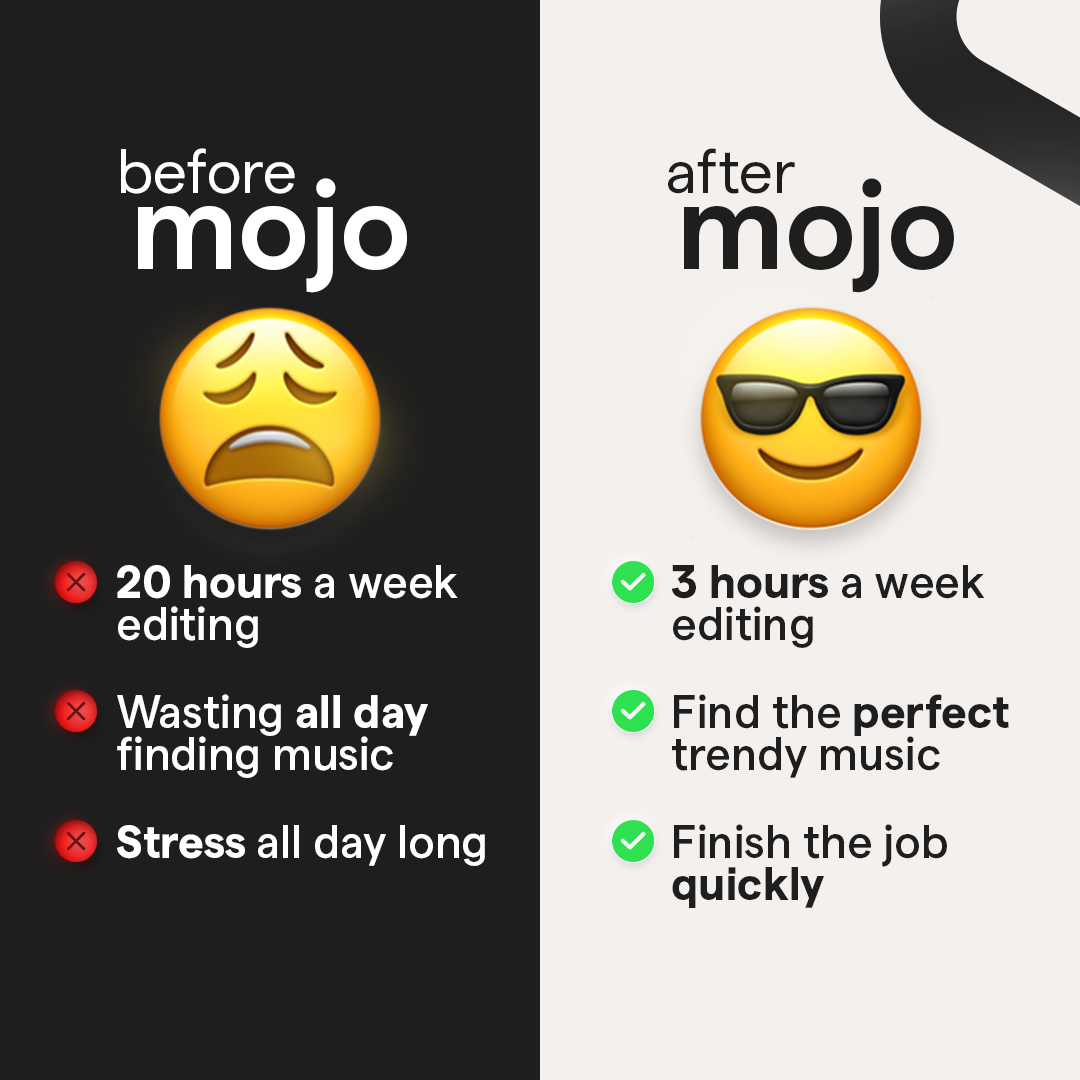 before
mojo
20 hours a week
editing
Wasting all day
finding music
Stress all day long
after
mojo
3 hours a week
editing
Find the perfect
trendy music
Finish the job
quickly